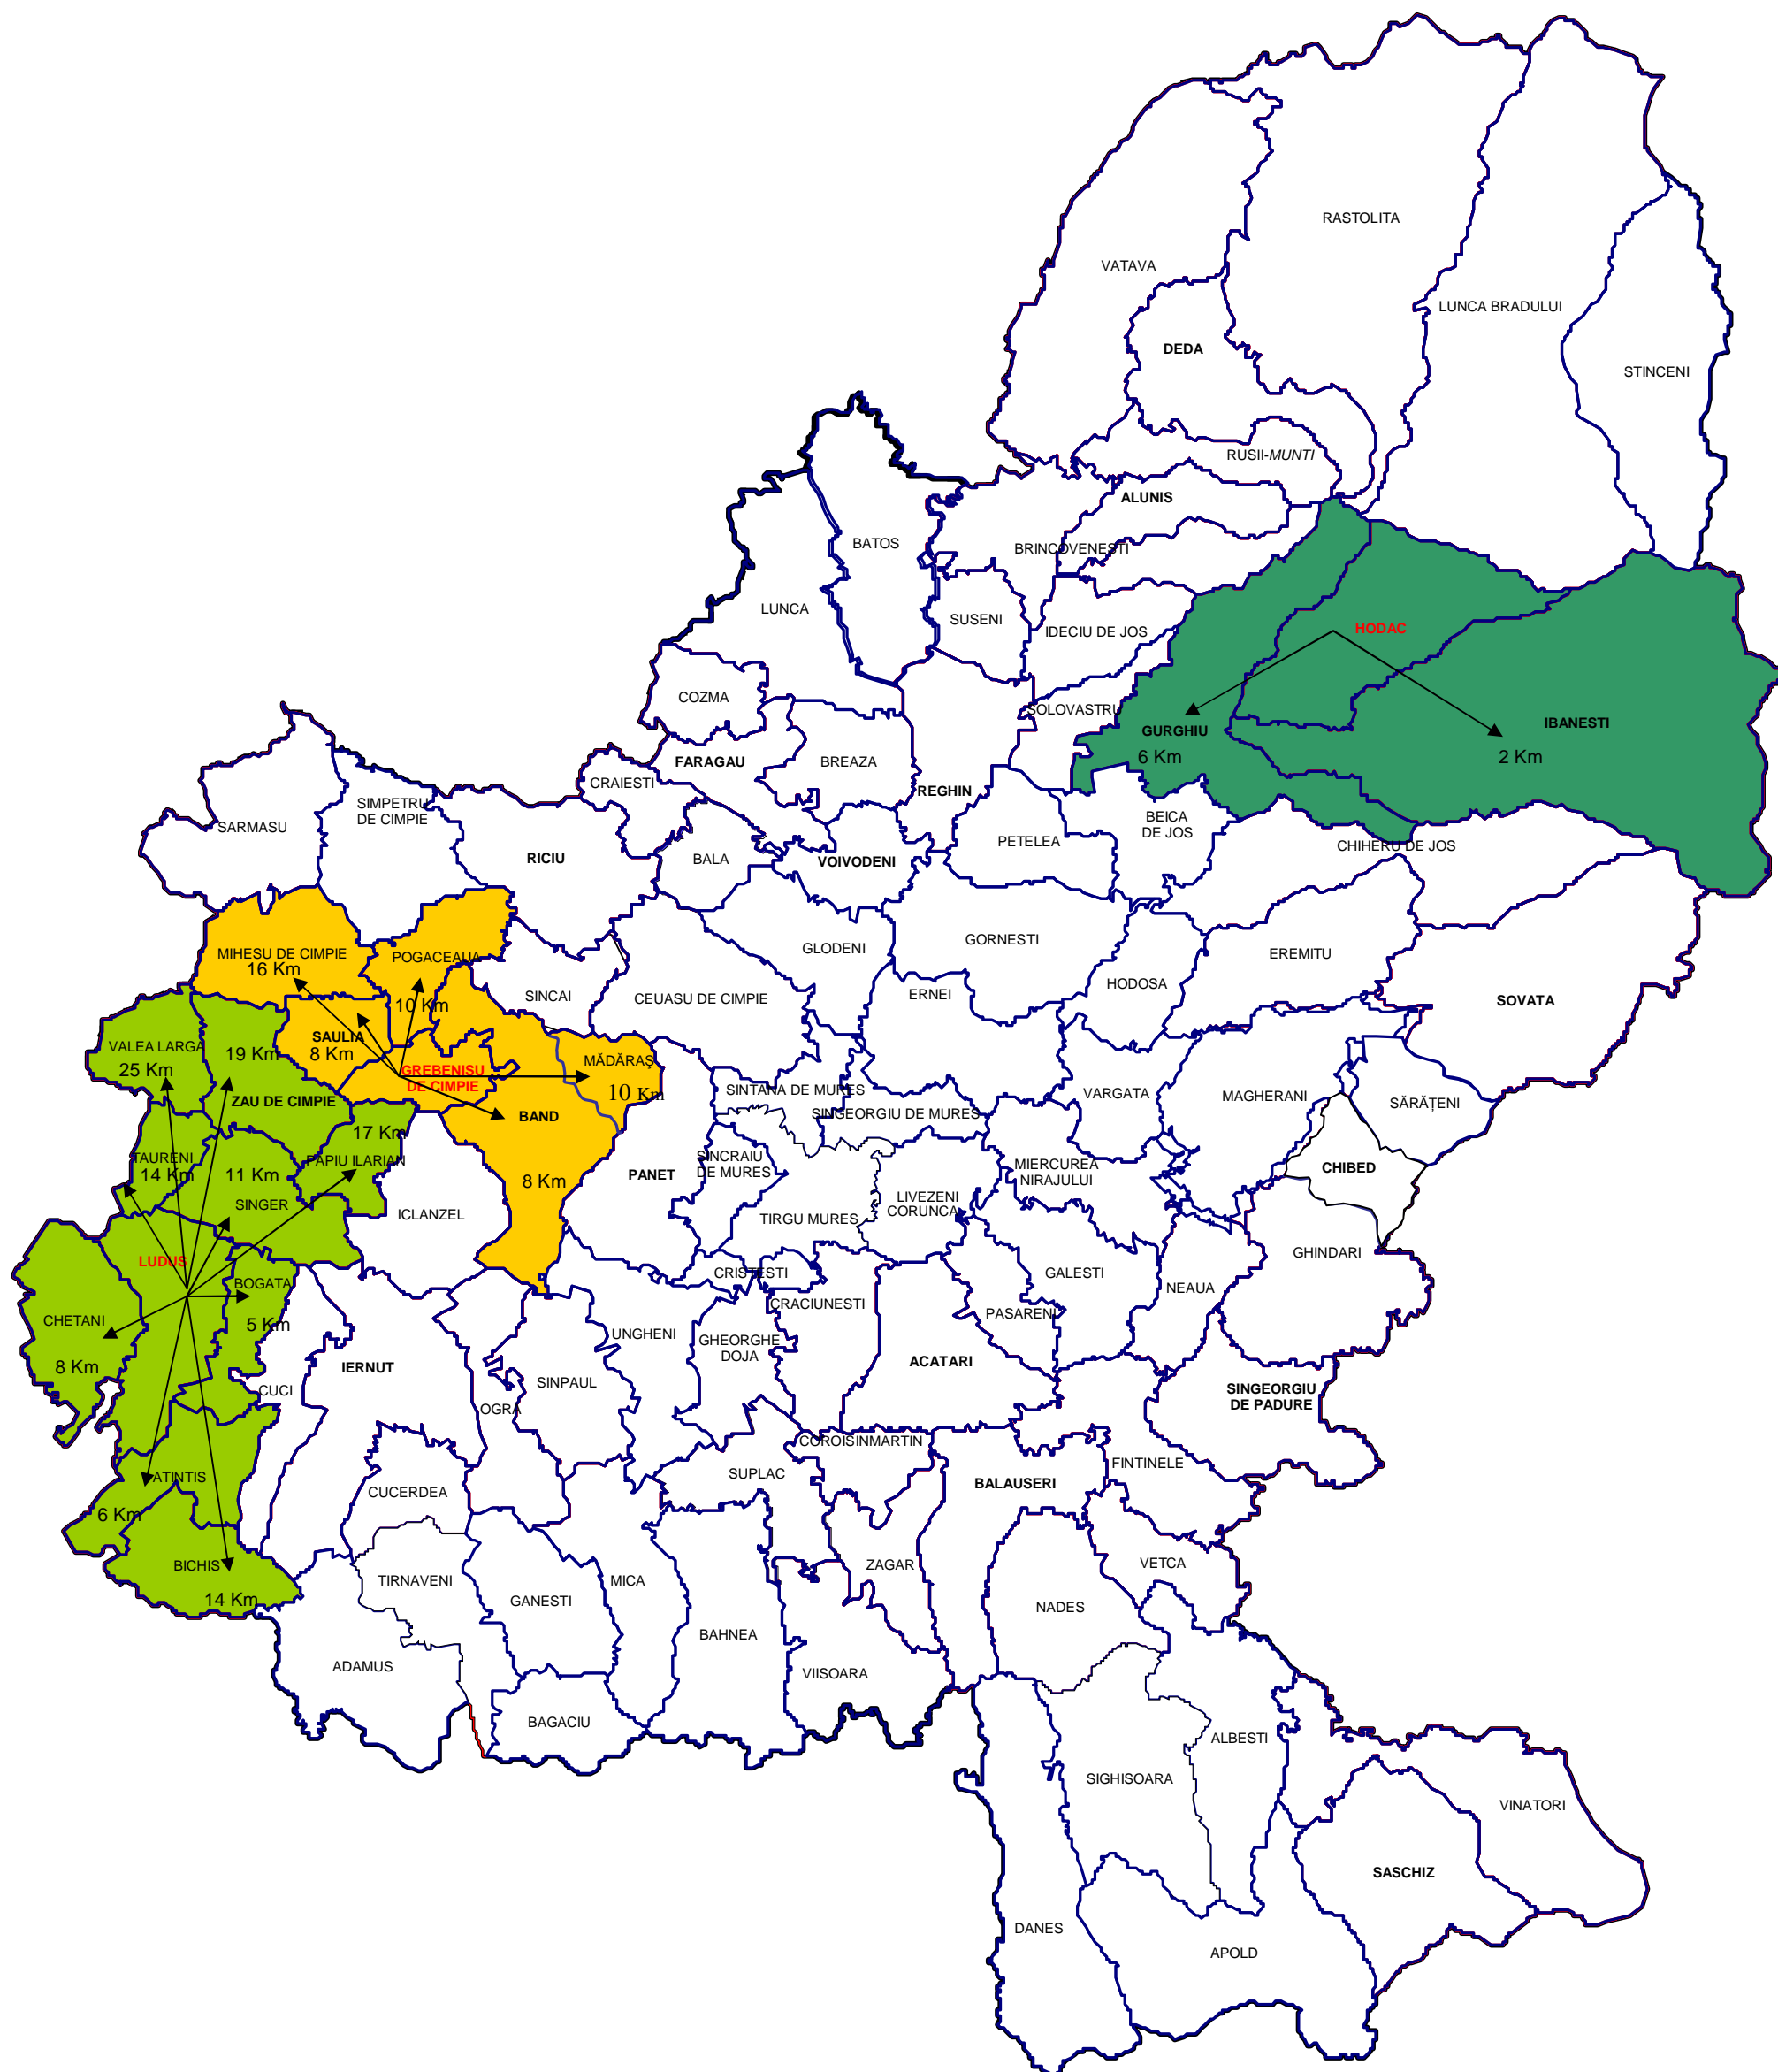 RASTOLITA
VATAVA
LUNCA BRADULUI
DEDA
STINCENI
RUSII-MUNTI
ALUNIS
BATOS
BRINCOVENESTI
LUNCA
SUSENI
IDECIU DE JOS
HODAC
COZMA
SOLOVASTRU
GURGHIU
IBANESTI
6 Km
2 Km
FARAGAU
BREAZA
CRAIESTI
REGHIN
SIMPETRU
DE CIMPIE
SARMASU
BEICA
DE JOS
PETELEA
CHIHERU DE JOS
RICIU
BALA
VOIVODENI
MIHESU DE CIMPIE
16 Km
POGACEAUA
10 Km
GLODENI
GORNESTI
EREMITU
SINCAI
CEUASU DE CIMPIE
ERNEI
HODOSA
SOVATA
VALEA LARGA
25 Km
19 Km
SAULIA
8 Km
GREBENISU
DE CIMPIE
MĂDĂRAŞ
10 Km
ZAU DE CIMPIE
BAND
SINTANA DE MURES
SINGEORGIU DE MURES
VARGATA
MAGHERANI
SĂRĂȚENI
17 Km
TAURENI
14 Km
11 Km
PAPIU ILARIAN
8 Km
PANET
SINCRAIU
DE MURES
MIERCUREA
NIRAJULUI
CHIBED
SINGER
ICLANZEL
TIRGU MURES
LIVEZENI
CORUNCA
GHINDARI
LUDUS
BOGATA
5 Km
CRISTESTI
GALESTI
NEAUA
CHETANI
8 Km
CRACIUNESTI
PASARENI
UNGHENI
GHEORGHE
DOJA
ACATARI
IERNUT
SINPAUL
CUCI
OGRA
SINGEORGIU
DE PADURE
COROISINMARTIN
ATINTIS
6 Km
CUCERDEA
SUPLAC
BALAUSERI
FINTINELE
BICHIS
14 Km
TIRNAVENI
GANESTI
MICA
ZAGAR
VETCA
NADES
BAHNEA
ADAMUS
VIISOARA
BAGACIU
ALBESTI
SIGHISOARA
VINATORI
SASCHIZ
DANES
APOLD